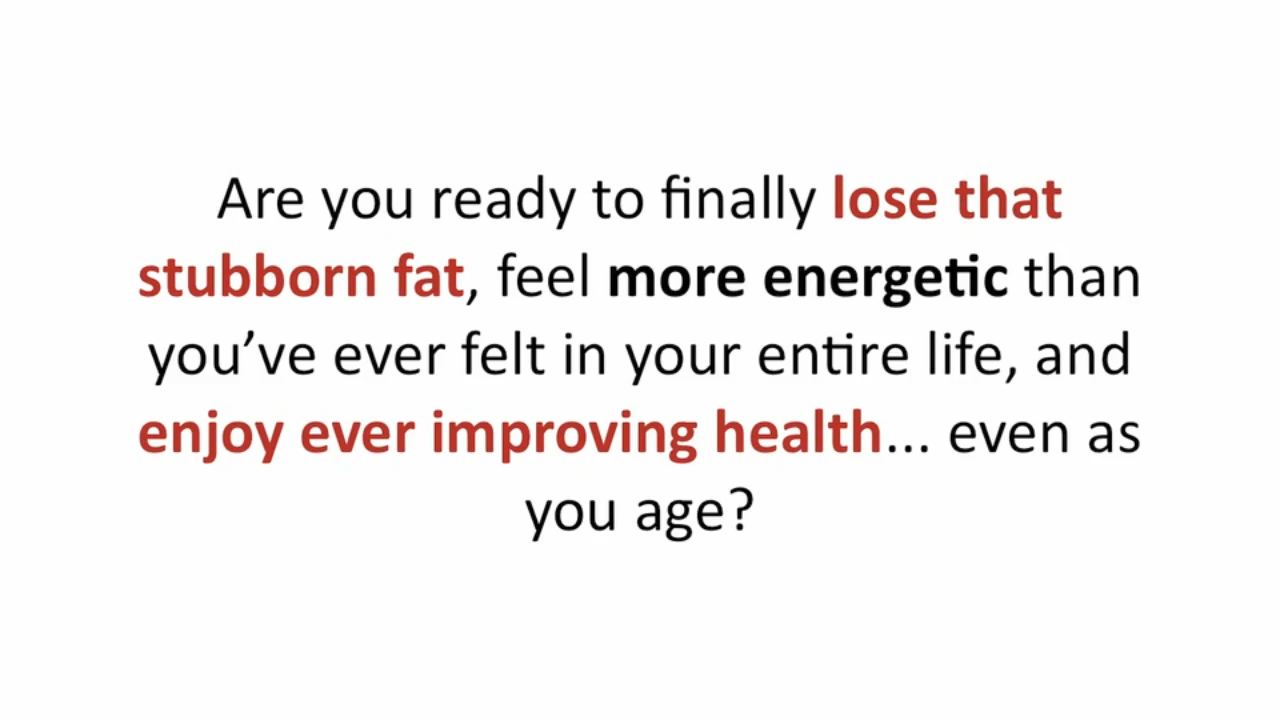 Are you ready to finally lose that
stubborn fat, feel more energetic than
you’ve ever felt in your entire life, and
enjoy ever improving health... even as
you age?